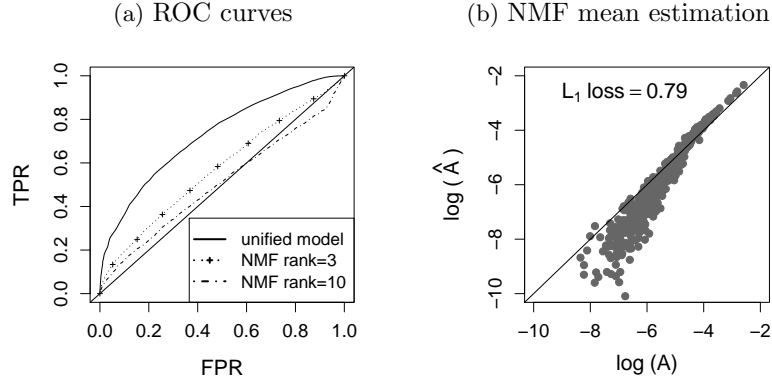 (a) ROC curves
TPR
1.0
0.8
0.6
0.4
0.2
0.0
unified model
NMF rank=3
NMF rank=10
0.0 0.2 0.4 0.6 0.8 1.0
FPR
(b) NMF mean estimation
log (Â)
−2
−4
−6
−8
−10
L₁ loss = 0.79
−10 −8 −6 −4 −2
log (A)